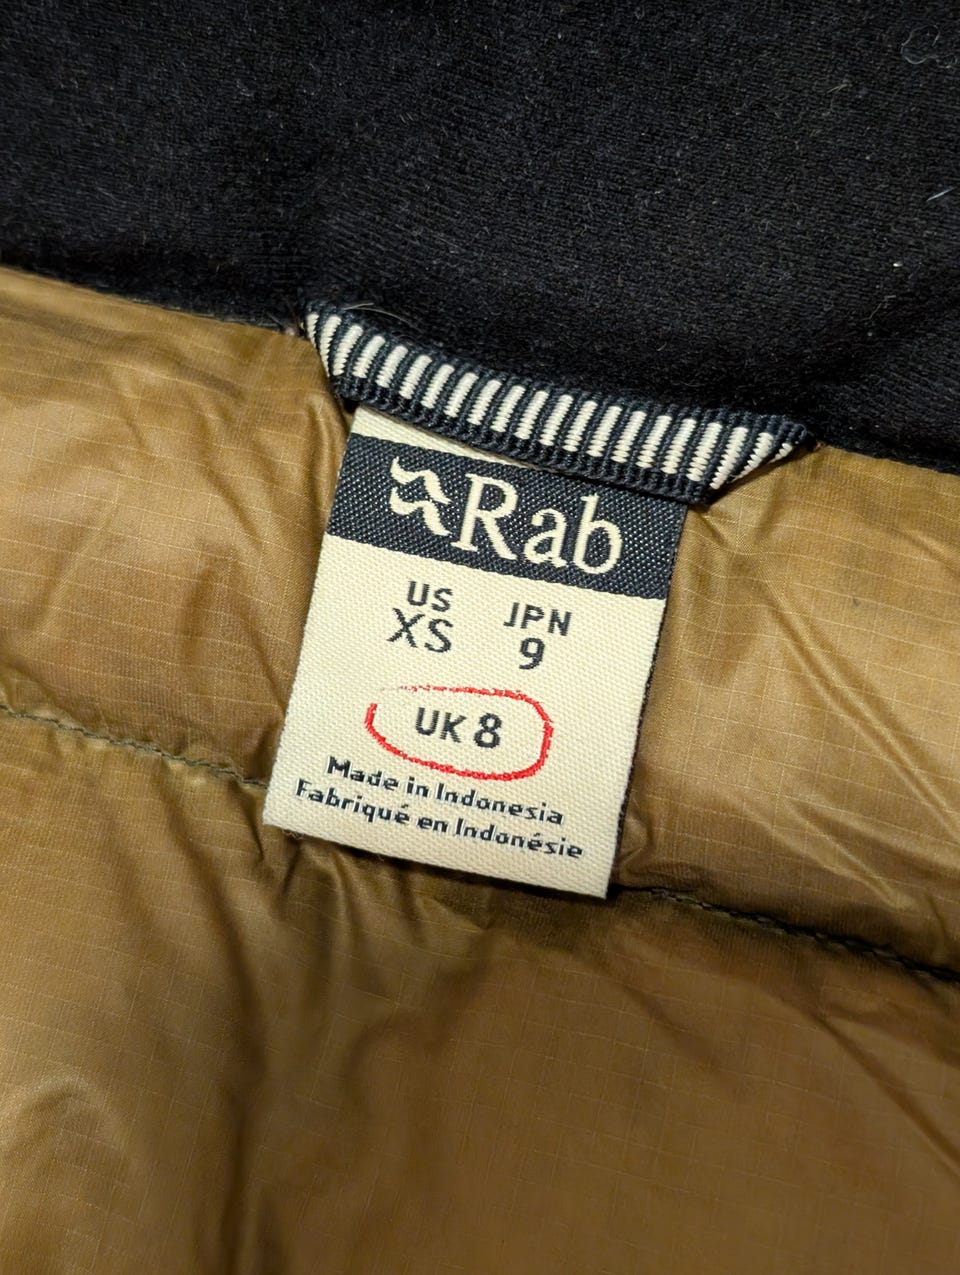 Rab
US JPN
XS 9
UK 8
Made in Indonesia
Fabriqué en Indonésie